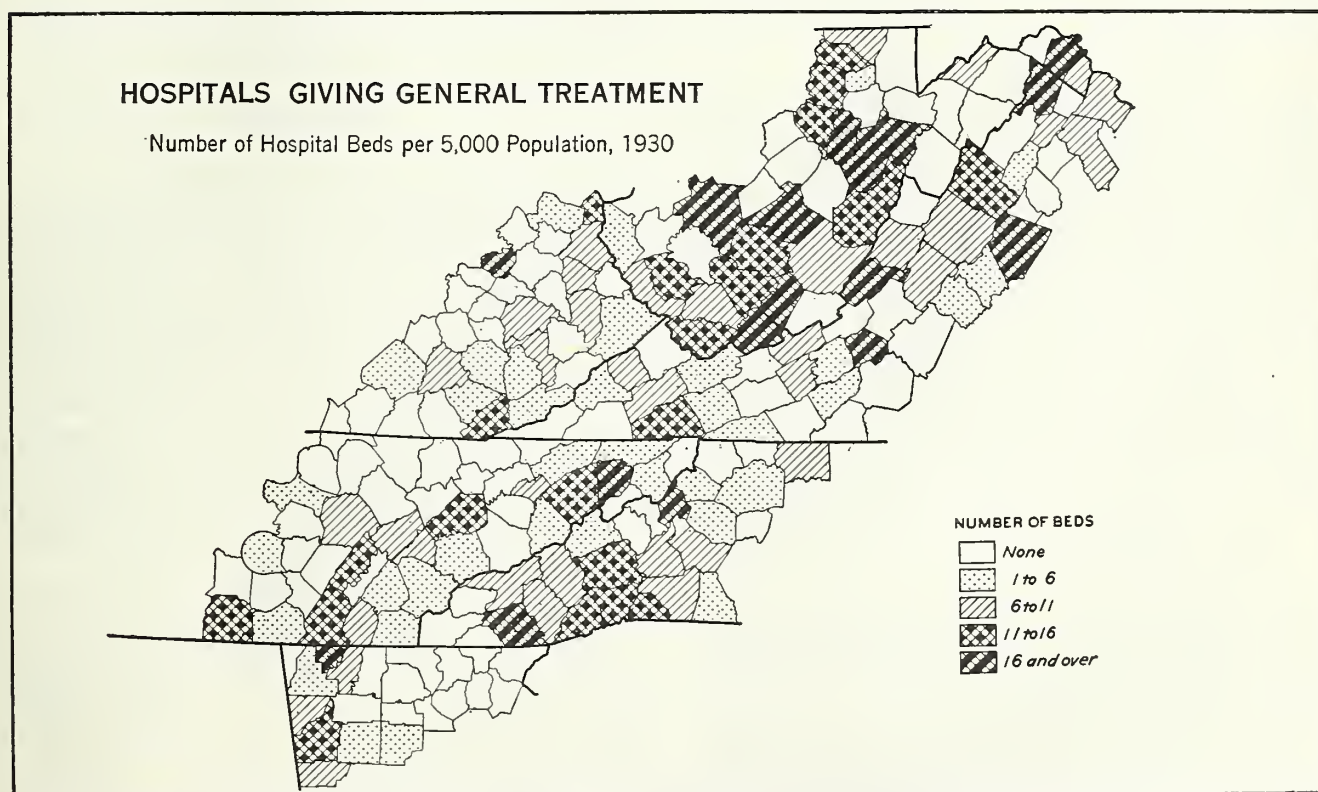 HOSPITALS GIVING GENERAL TREATMENT
Number of Hospital Beds per 5,000 Population, 1930
NUMBER OF BEDS
None
1 to 6
6 to 11
11 to 16
16 and over